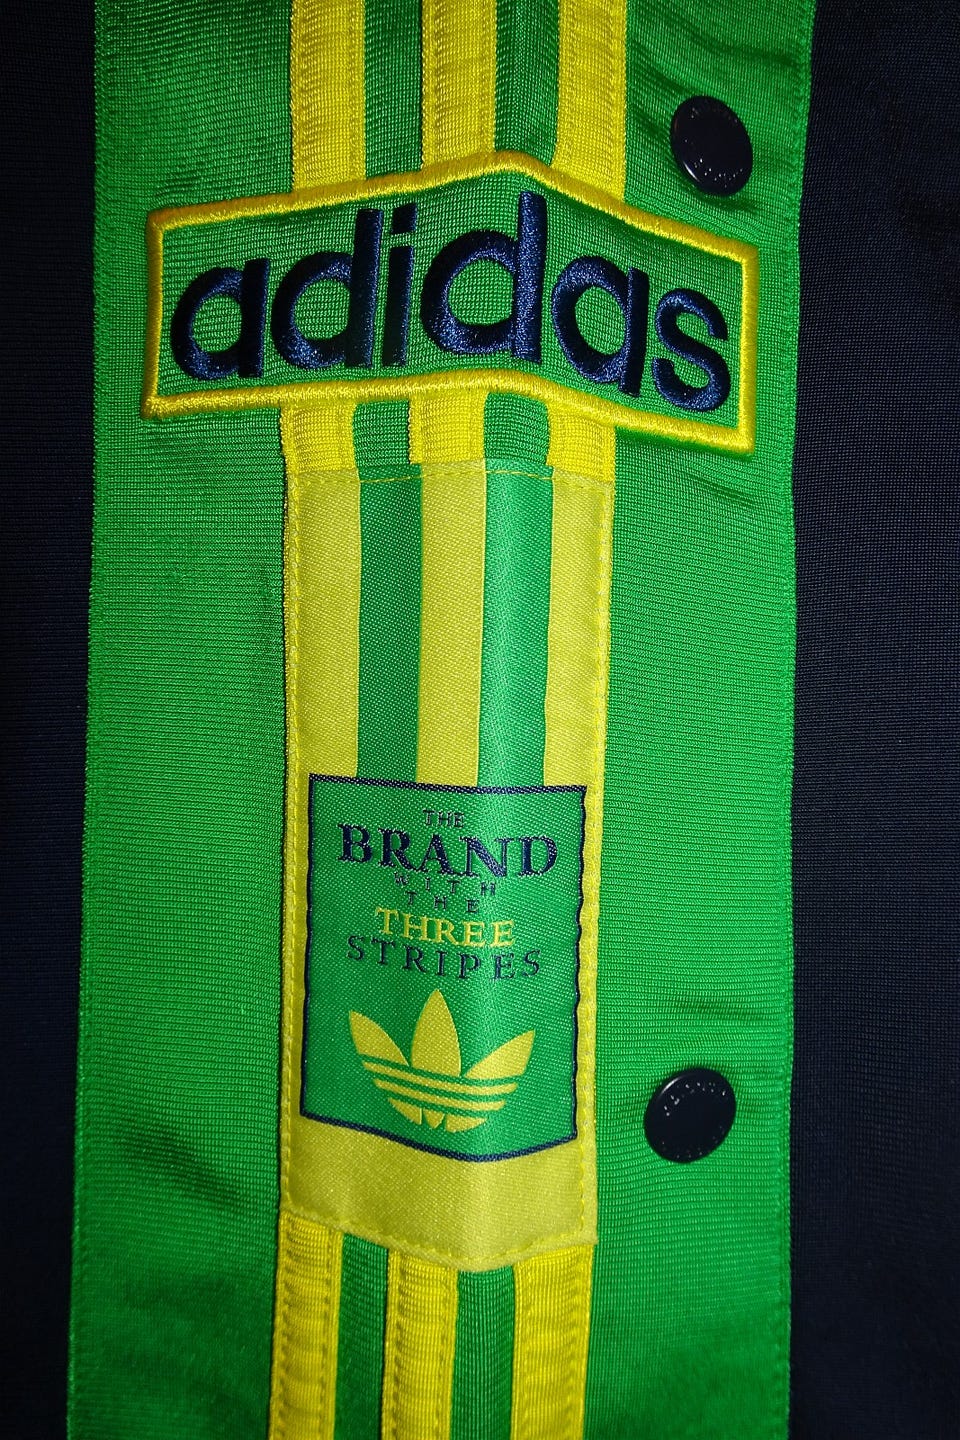 adidas
THE
BRAND
WITH
THE
THREE
STRIPES